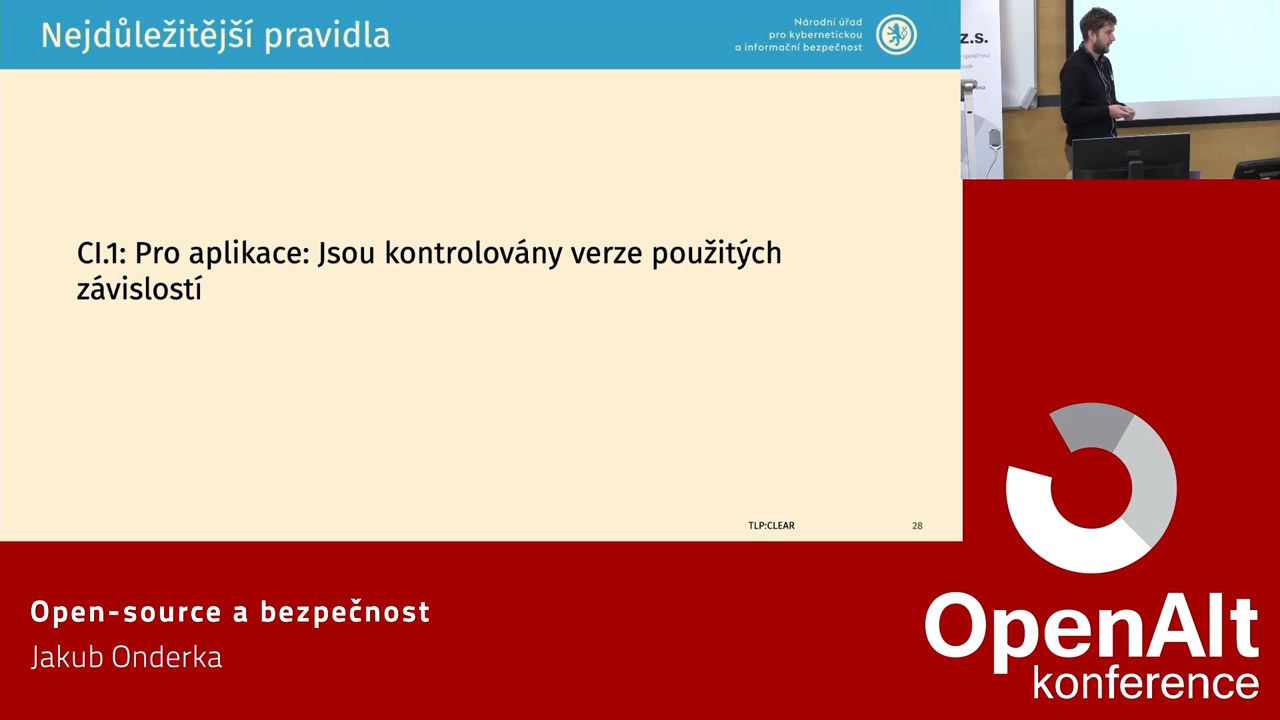 Nejdůležitější pravidla
Národní úřad
pro kybernetickou
a informační bezpečnost
z.s.
CI.1: Pro aplikace: Jsou kontrolovány verze použitých
závislostí
TLP:CLEAR
28
Open-source a bezpečnost
Jakub Onderka
OpenAlt
konference